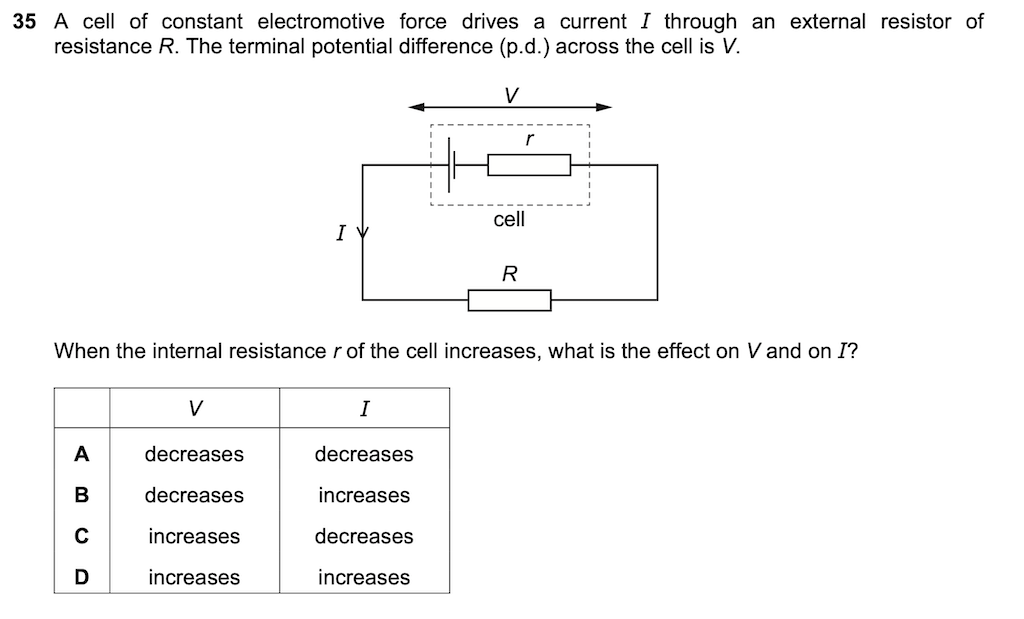 35 A cell of constant electromotive force drives a current I through an external resistor of
resistance R. The terminal potential difference (p.d.) across the cell is V.
V
r
cell
I
R
When the internal resistance r of the cell increases, what is the effect on V and on I?
V I
A decreases decreases
B decreases increases
C increases decreases
D increases increases